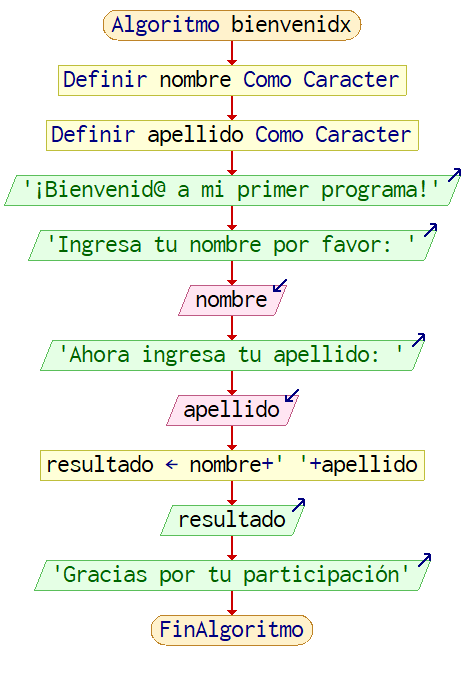 Algoritmo bienvenidx
Definir nombre Como Caracter
Definir apellido Como Caracter
'¡Bienvenid@ a mi primer programa!'
'Ingresa tu nombre por favor: '
nombre
'Ahora ingresa tu apellido: '
apellido
resultado ← nombre+' '+apellido
resultado
'Gracias por tu participación'
FinAlgoritmo